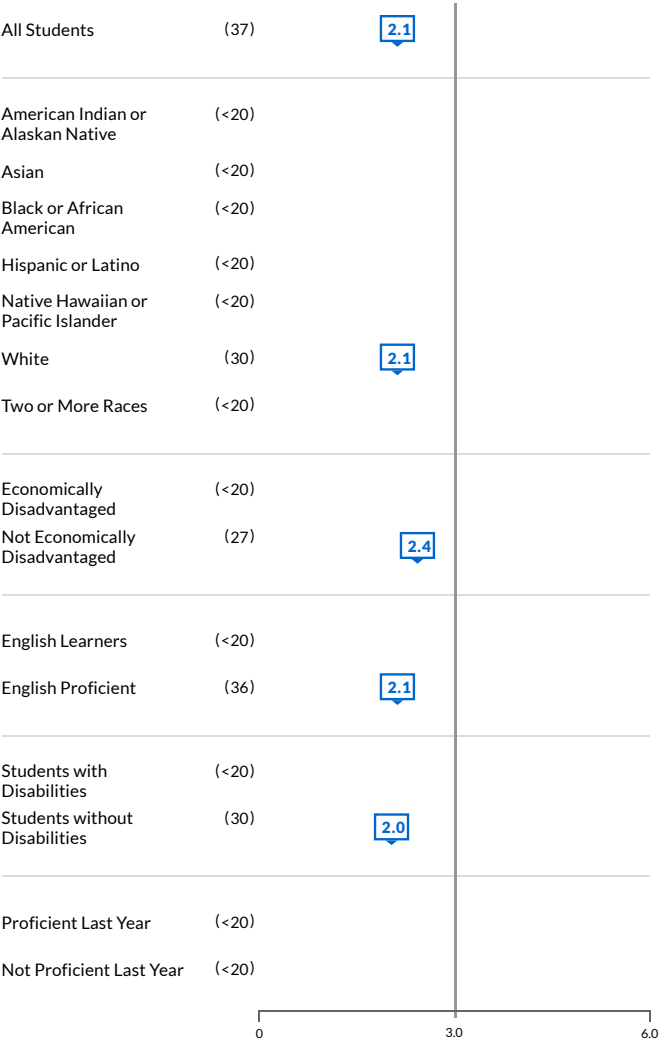 All Students (37) 2.1
American Indian or (<20)
Alaskan Native
Asian (<20)
Black or African (<20)
American
Hispanic or Latino (<20)
Native Hawaiian or (<20)
Pacific Islander
White (30) 2.1
Two or More Races (<20)
Economically (<20)
Disadvantaged
Not Economically (27) 2.4
Disadvantaged
English Learners (<20)
English Proficient (36) 2.1
Students with (<20)
Disabilities
Students without (30) 2.0
Disabilities
Proficient Last Year (<20)
Not Proficient Last Year (<20)
0 3.0 6.0